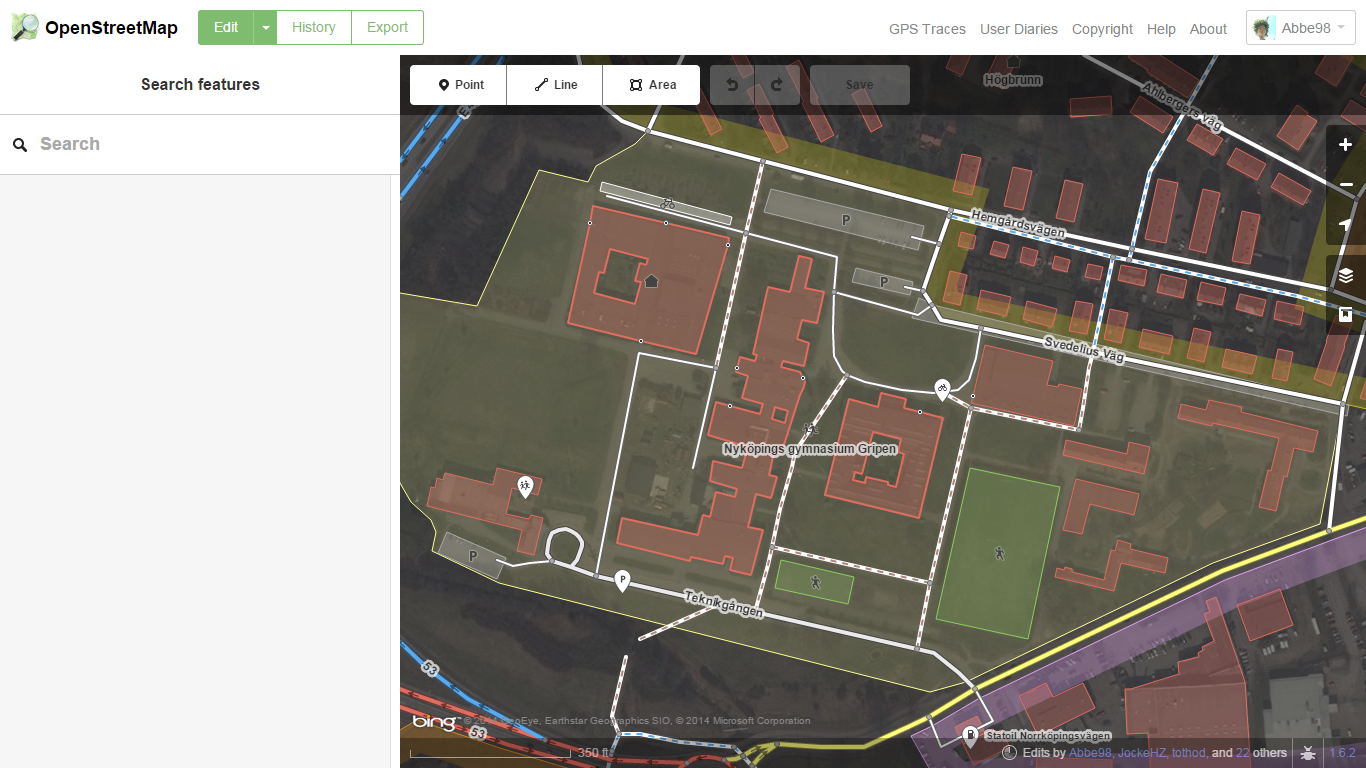 OpenStreetMap
Edit
History
Export
GPS Traces
User Diaries
Copyright
Help
About
Abbe98
Search features
Search
Point
Line
Area
Save
Högbrunn
Ahlbergers väg
Hemgårdsvägen
P
P
Svedelius Väg
Nyköpings gymnasium Gripen
P
P
Teknikgången
53
53
bing
© 2014 GeoEye, Earthstar Geographics SIO, © 2014 Microsoft Corporation
Statoil Norrköpingsvägen
350 ft
Edits by Abbe98, JockeHZ, tothod, and 22 others
1.6.2